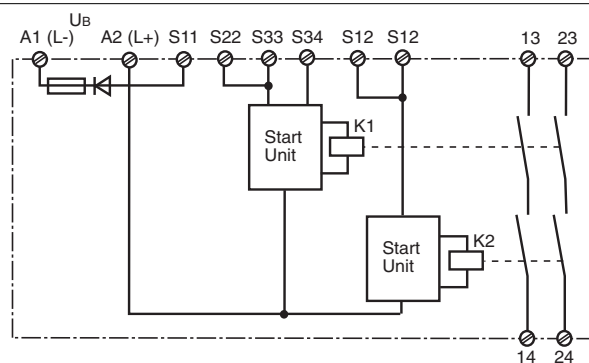 UB
A1 (L-) A2 (L+) S11 S22 S33 S34 S12 S12 13 23
Start
Unit
K1
Start
Unit
K2
14 24